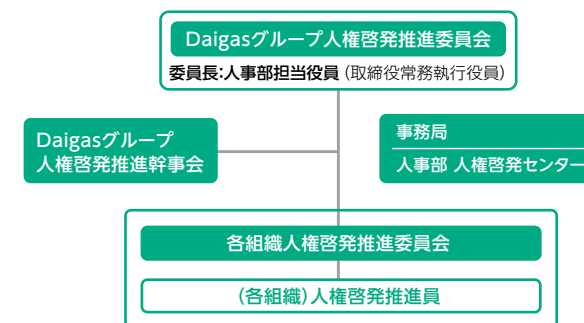 Daigasグループ人権啓発推進委員会
委員長:人事部担当役員(取締役常務執行役員)
Daigasグループ
人権啓発推進幹事会
事務局
人事部 人権啓発センター
各組織人権啓発推進委員会
(各組織)人権啓発推進員